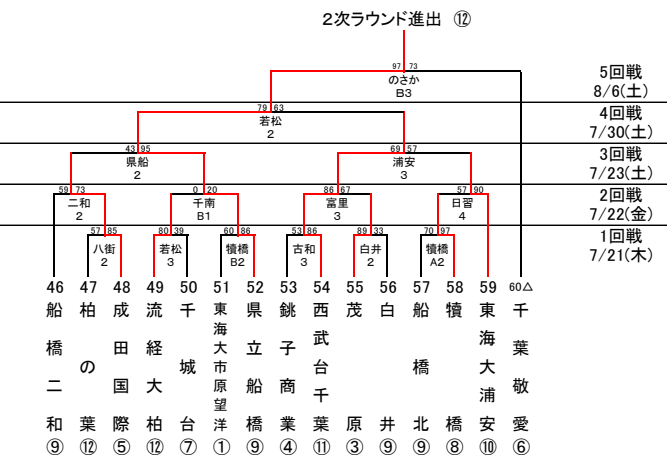 2次ラウンド進出 ⑫
97 73
のさか
B3
5回戦
8/6(土)
79 63
若松
2
4回戦
7/30(土)
43 95
県船
2
69 57
浦安
3
3回戦
7/23(土)
59 73
二和
2
0 20
千南
B1
86 67
富里
3
57 90
日習
4
2回戦
7/22(金)
57 85
八街
2
80 39
若松
3
60 86
犢橋
B2
53 86
古和
3
89 33
白井
2
70 97
犢橋
A2
1回戦
7/21(木)
46
船橋二和
⑨
47
柏の葉
⑫
48
成田国際
⑤
49
流経大柏
⑫
50
千城台
⑦
51
東海大市原望洋
①
52
県立船橋
⑨
53
銚子商業
④
54
西武台千葉
⑪
55
茂原
③
56
白井
⑨
57
船橋北
⑨
58
犢橋
⑧
59
東海大浦安
⑩
60△
千葉敬愛
⑥